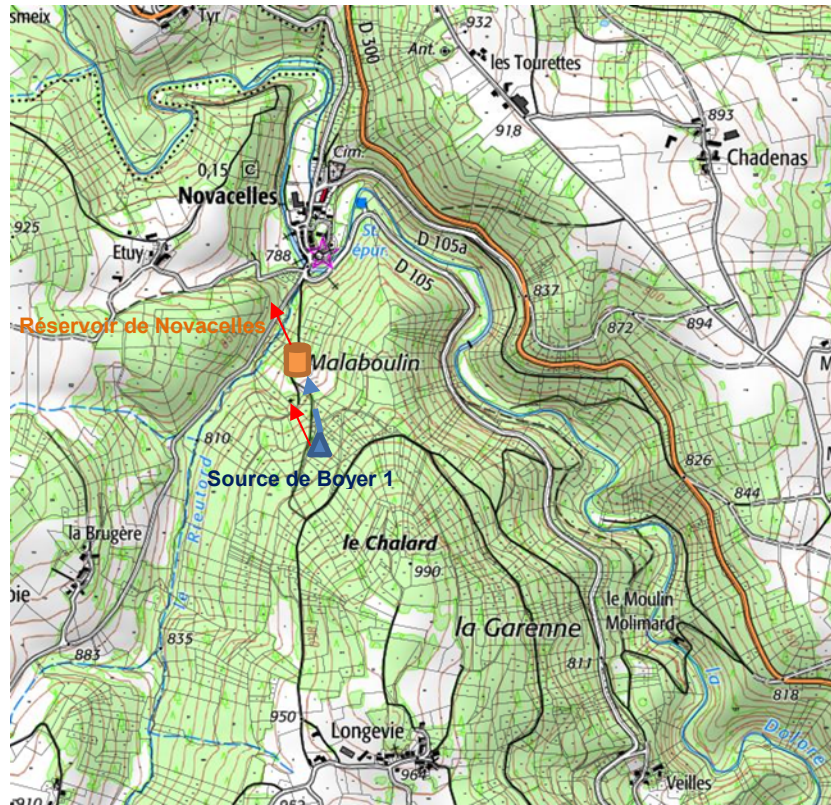 smeix
Tyr
D 300
932
Ant.
les Tourettes
893
918
Chadenas
Cim.
0,15
C
Novacelles
925
Etuy
St.
épur.
788
D 105a
D 105
837
Réservoir de Novacelles
872
894
Malaboulin
M
810
Source de Boyer 1
826
844
le Rieutord
la Brugère
le Chalard
990
oie
le Moulin
Molimard
la Garenne
835
883
811
la
818
950
Dolore
Longevie
964
Veilles
910
952